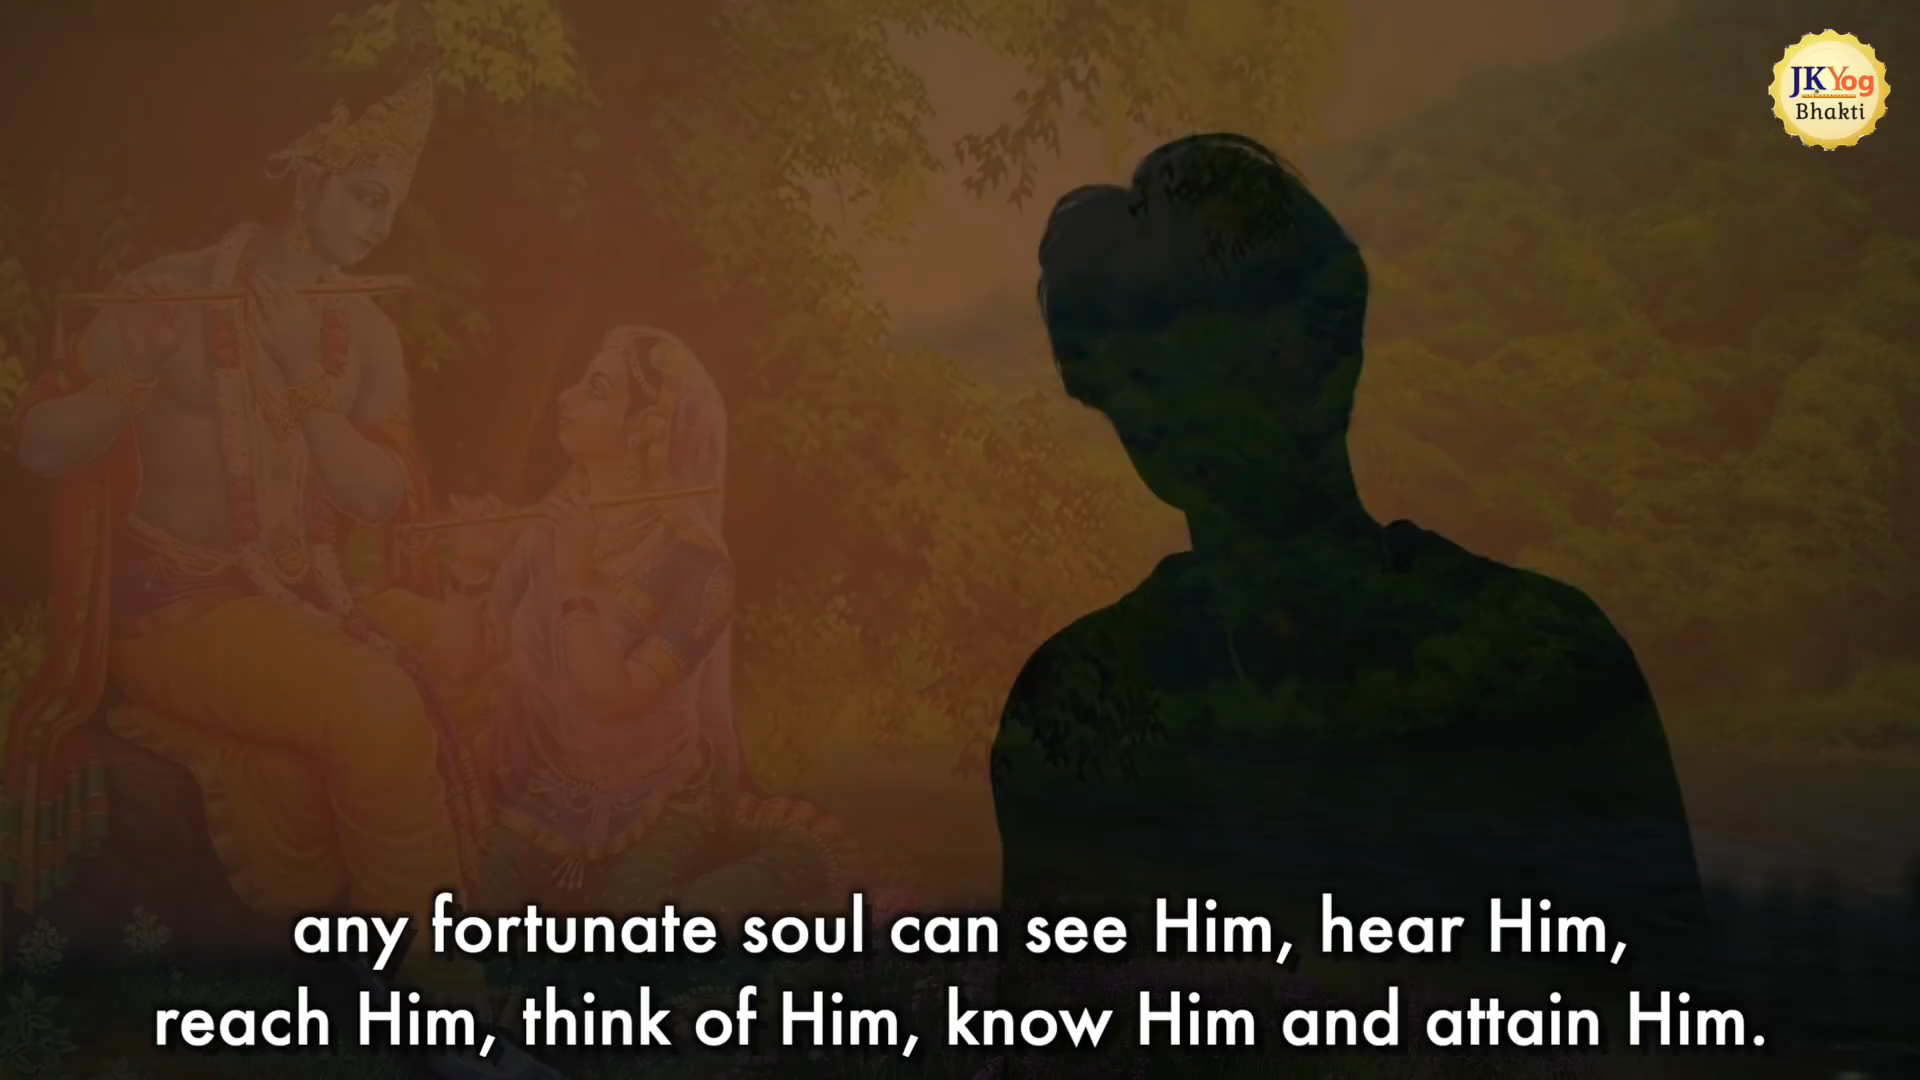 JKYog
Bhakti
any fortunate soul can see Him, hear Him,
reach Him, think of Him, know Him and attain Him.